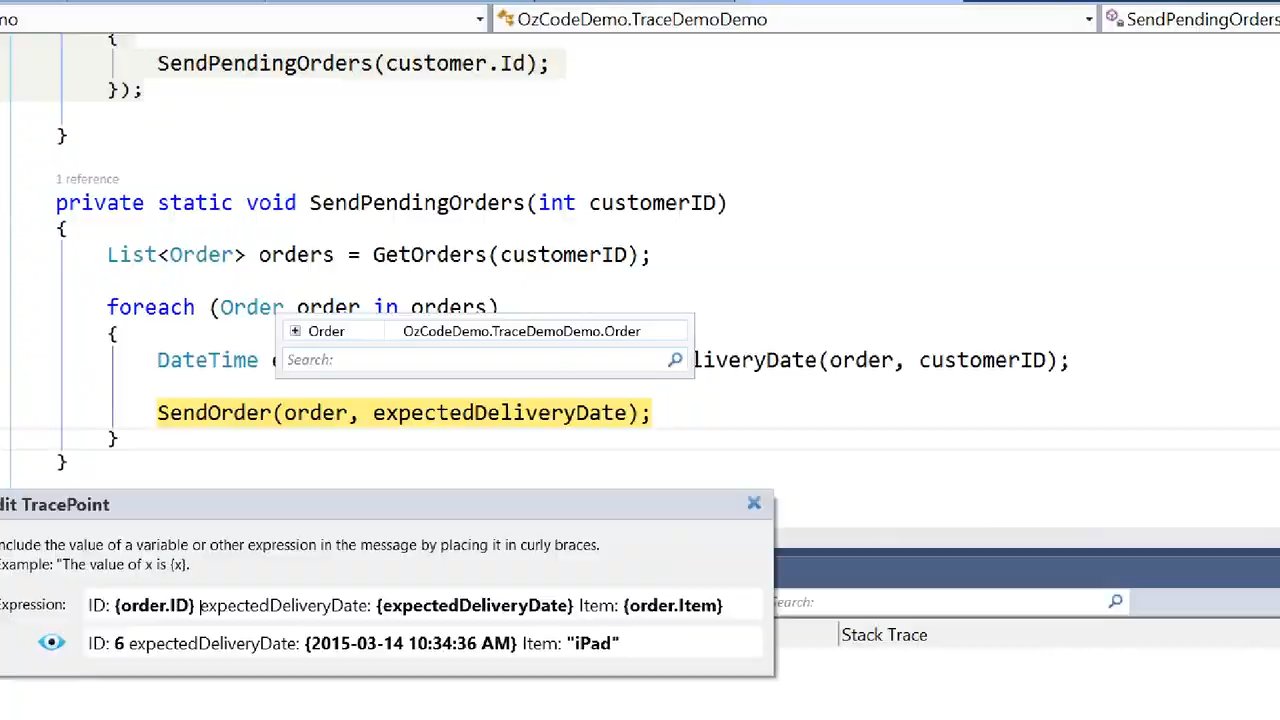 mo OzCodeDemo.TraceDemoDemo SendPendingOrders
{
SendPendingOrders(customer.Id);
});
}
1 reference
private static void SendPendingOrders(int customerID)
{
List<Order> orders = GetOrders(customerID);
foreach (Order order in orders)
{
Order OzCodeDemo.TraceDemoDemo.Order
Search:
DateTime e liveryDate(order, customerID);
SendOrder(order, expectedDeliveryDate);
}
}
dit TracePoint
nclude the value of a variable or other expression in the message by placing it in curly braces.
Example: "The value of x is {x}.
Expression: ID: {order.ID} expectedDeliveryDate: {expectedDeliveryDate} Item: {order.Item}
ID: 6 expectedDeliveryDate: {2015-03-14 10:34:36 AM} Item: "iPad"
Search:
Stack Trace